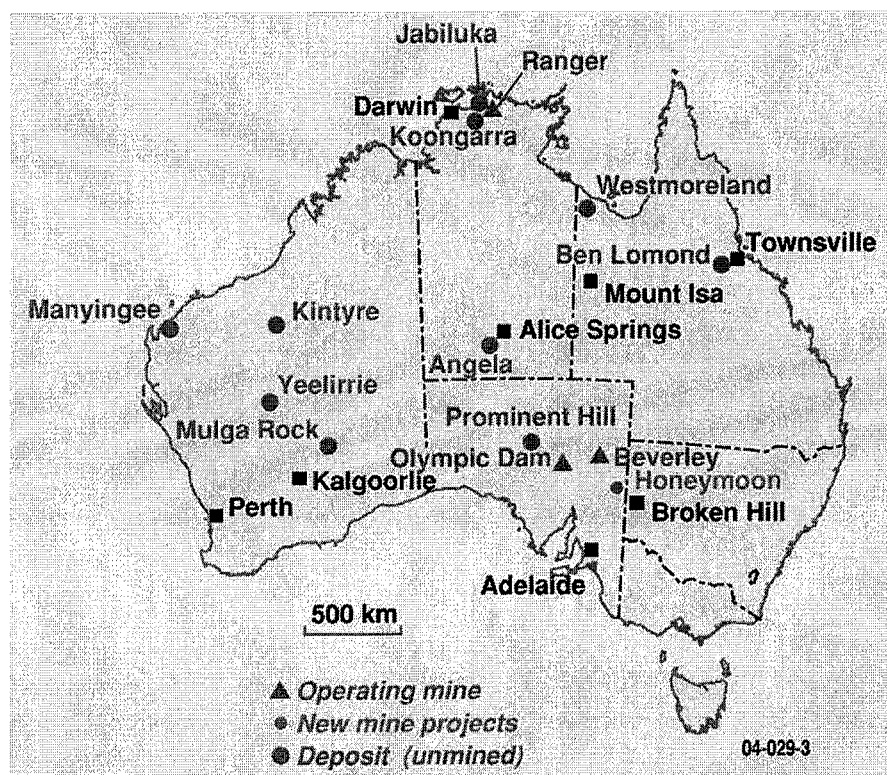 Jabiluka
Ranger
Darwin
Koongarra
Westmoreland
Ben Lomond
Townsville
Mount Isa
Manyingee
Kintyre
Alice Springs
Angela
Yeelirrie
Prominent Hill
Mulga Rock
Olympic Dam
Beverley
Honeymoon
Kalgoorlie
Perth
Broken Hill
Adelaide
500 km
Operating mine
New mine projects
Deposit (unmined)
04-029-3